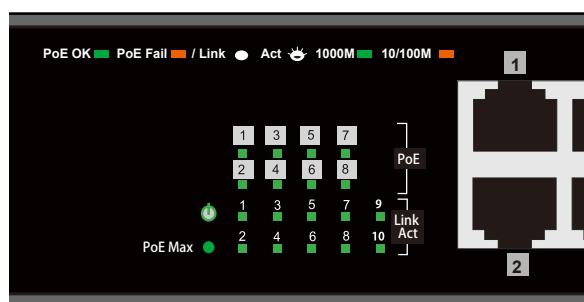 PoE OK PoE Fail / Link Act 1000M 10/100M
1
1 3 5 7
PoE
2 4 6 8
1 3 5 7 9
Link
Act
PoE Max 2 4 6 8 10
2